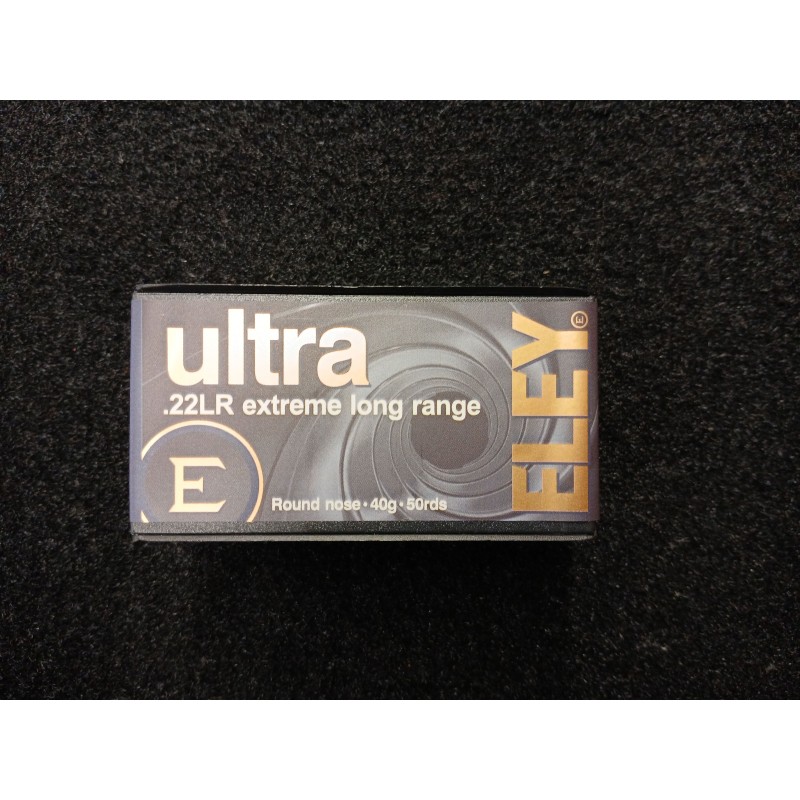 ultra
.22LR extreme long range
E
Round nose • 40g • 50rds
ELEY
E